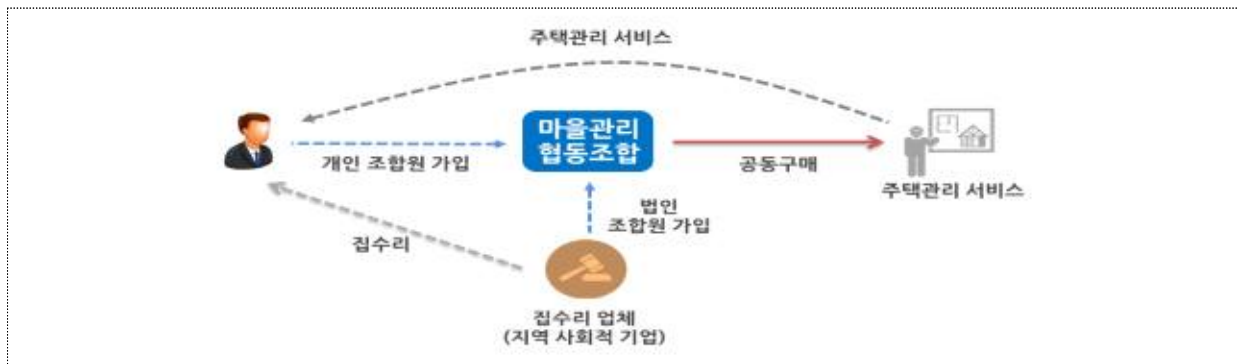 주택관리 서비스
마을관리
협동조합
개인 조합원 가입
공동구매
주택관리 서비스
법인
조합원 가입
집수리
집수리 업체
(지역 사회적 기업)